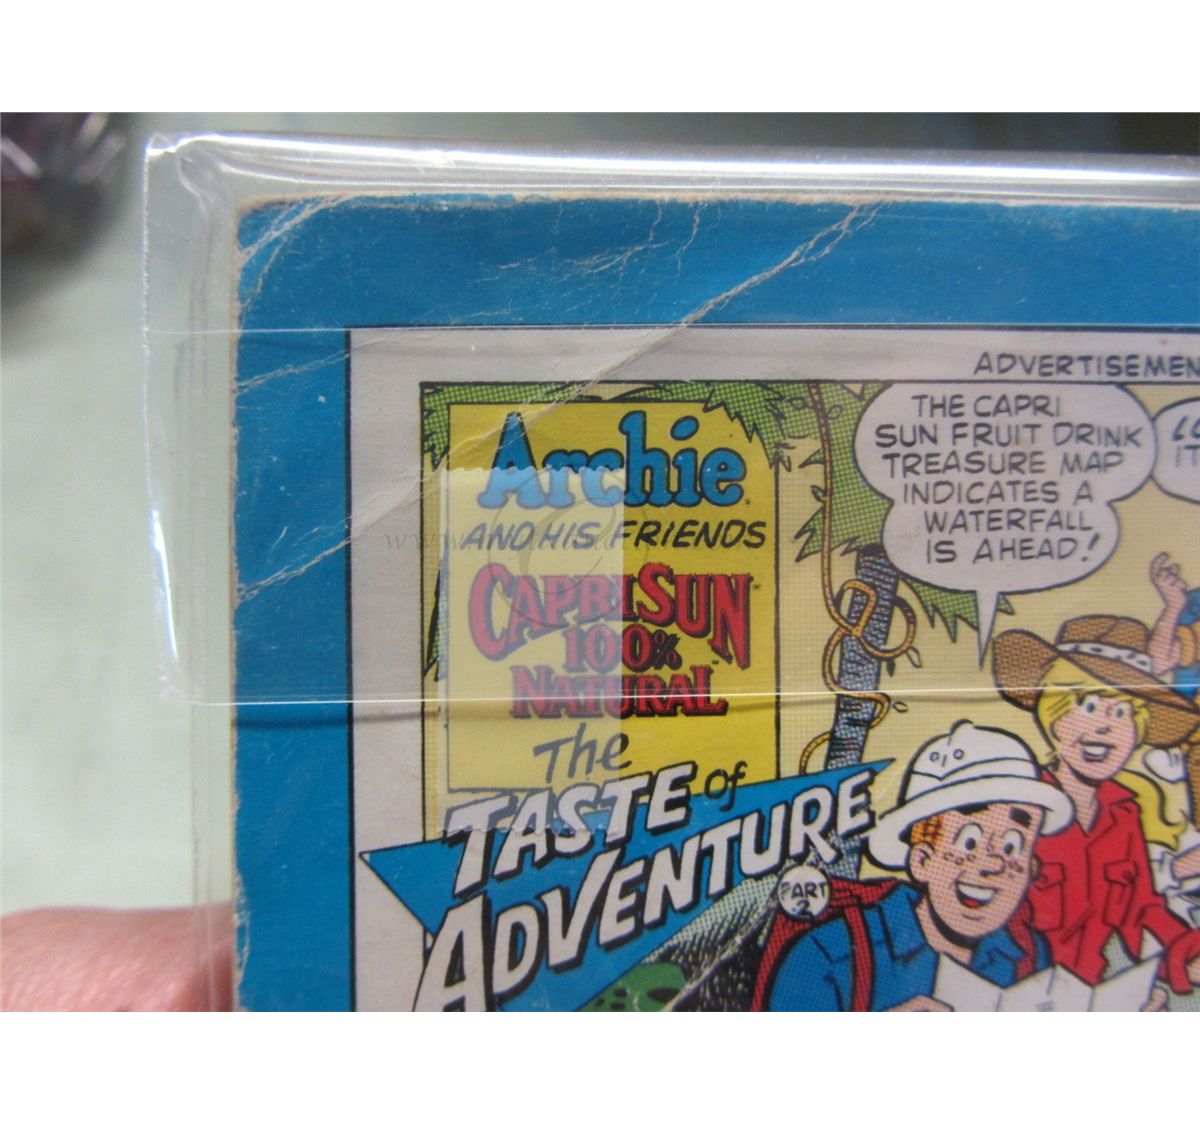 ADVERTISEMEN
Archie
AND HIS FRIENDS
CAPRI SUN
100%
NATURAL
The
TASTE of
ADVENTURE
PART
2
THE CAPRI
SUN FRUIT DRINK
TREASURE MAP
INDICATES A
WATERFALL
IS AHEAD!